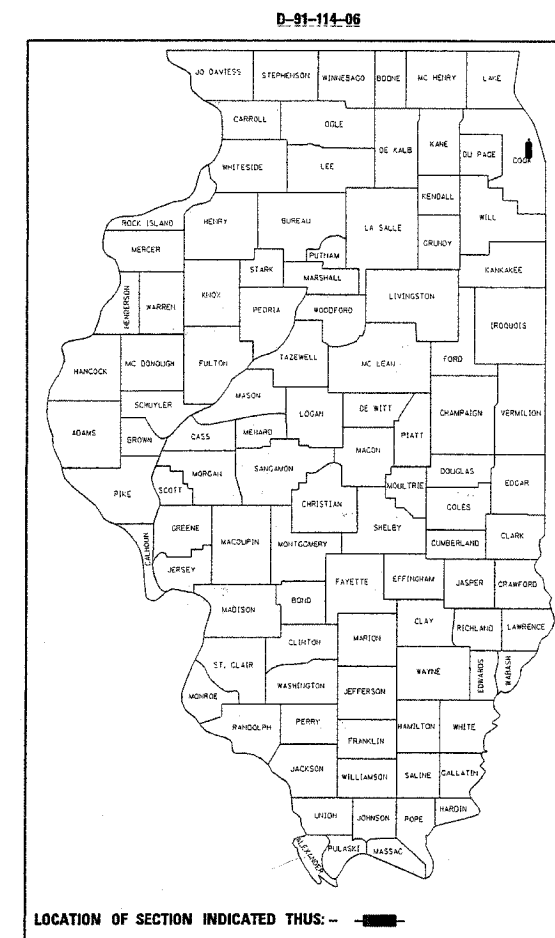 D-91-114-06
JO DAVIESS STEPHENSON WINNEBAGO BOONE MC HENRY LAKE
CARROLL OGLE
DE KALB KANE DU PAGE COOK
WHITESIDE LEE
KENDALL
ROCK ISLAND HENRY BUREAU LA SALLE GRUNDY WILL
MERCER PUTNAM
STARK MARSHALL KANKAKEE
HENDERSON WARREN KNOX PEORIA WOODFORD LIVINGSTON IROQUOIS
HANCOCK MC DONOUGH FULTON TAZEWELL MC LEAN FORD
SCHUYLER MASON LOGAN DE WITT CHAMPAIGN VERMILION
ADAMS BROWN CASS MENARD MACON PIATT
PIKE SCOTT MORGAN SANGAMON MOULTRIE DOUGLAS EDGAR
CHRISTIAN COLES
CALHOUN GREENE MACOUPIN MONTGOMERY SHELBY CUMBERLAND CLARK
JERSEY FAYETTE EFFINGHAM JASPER CRAWFORD
MADISON BOND
CLAY RICHLAND LAWRENCE
CLINTON MARION
ST. CLAIR WAYNE EDWARDS WABASH
WASHINGTON JEFFERSON
MONROE
RANDOLPH PERRY HAMILTON WHITE
FRANKLIN
JACKSON WILLIAMSON SALINE GALLATIN
UNION JOHNSON POPE HARDIN
ALEXANDER PULASKI MASSAC
LOCATION OF SECTION INDICATED THUS: -